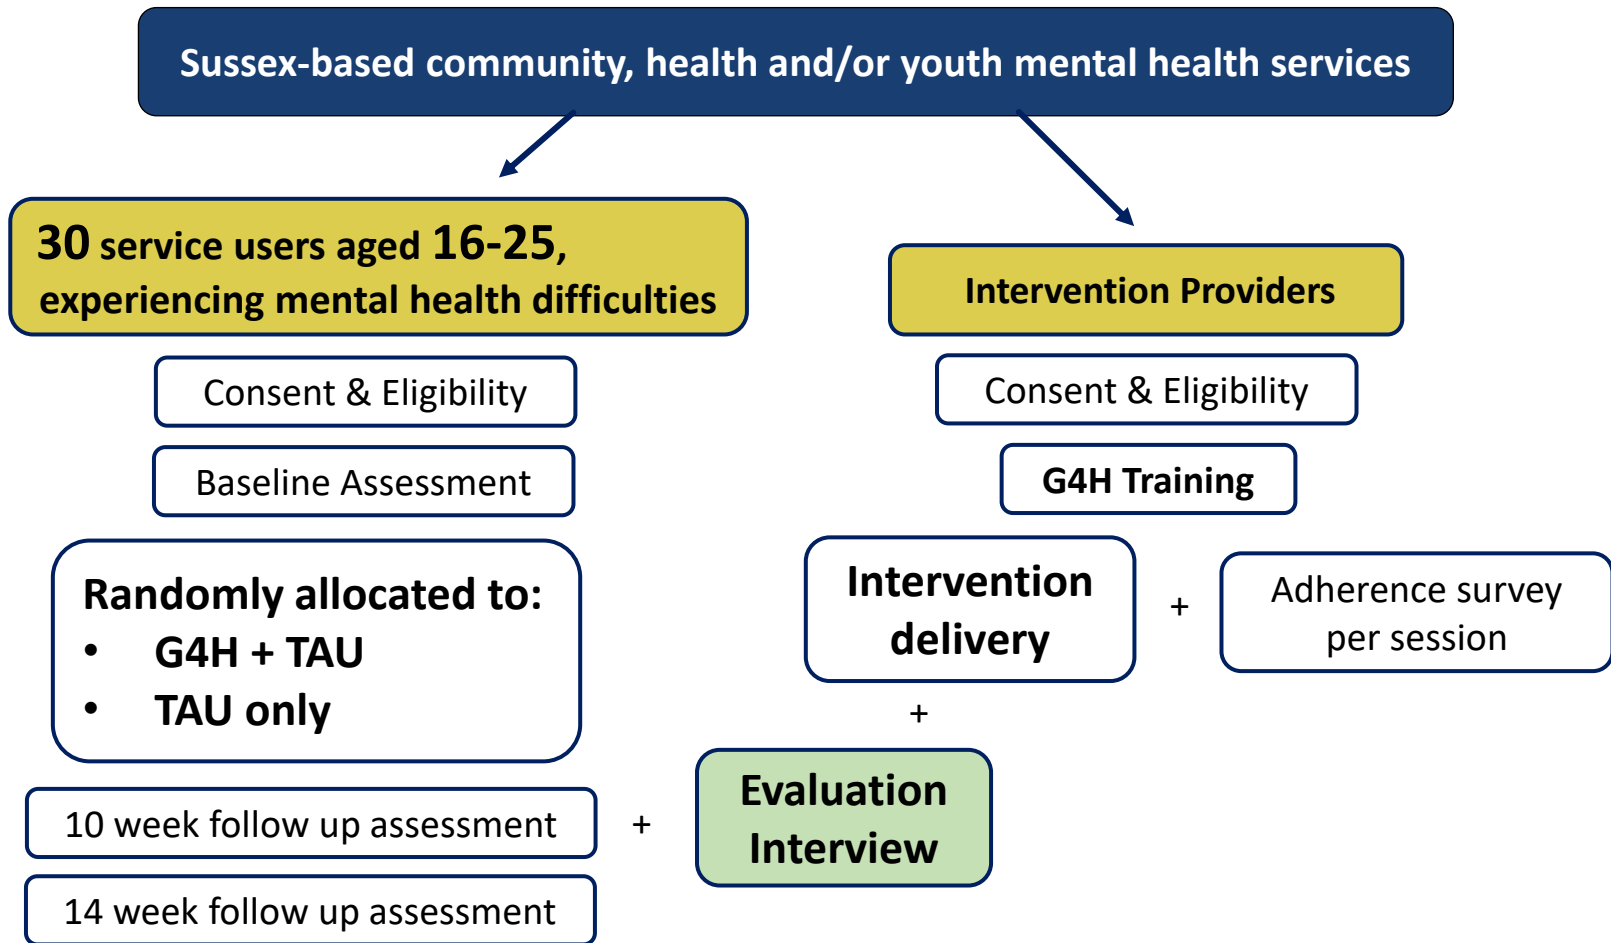 Sussex-based community, health and/or youth mental health services
30 service users aged 16-25,
experiencing mental health difficulties
Consent & Eligibility
Baseline Assessment
Randomly allocated to:
• G4H + TAU
• TAU only
10 week follow up assessment
+
14 week follow up assessment
Intervention Providers
Consent & Eligibility
G4H Training
Intervention
delivery
+
Adherence survey
per session
+
Evaluation
Interview